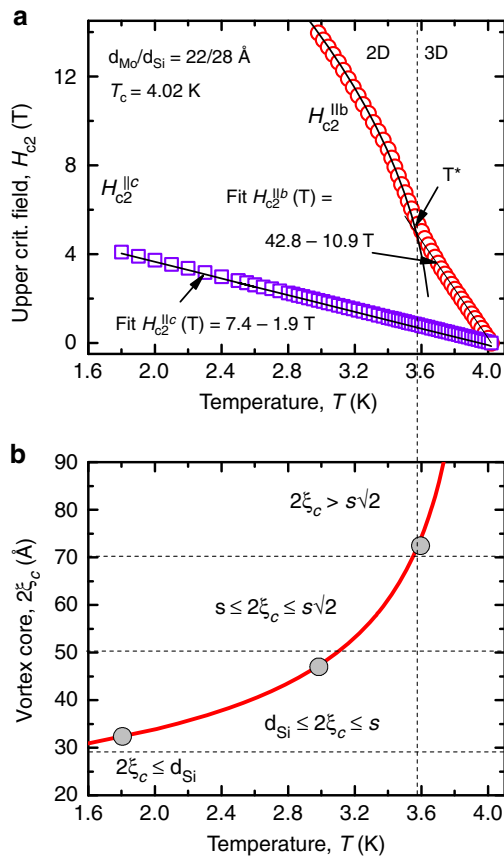 a
14
12
8
4
0
d_Mo/d_Si = 22/28 Å
T_c = 4.02 K
2D 3D
H_c2^IIb
T*
H_c2^||c
Fit H_c2^IIb (T) =
42.8 – 10.9 T
Fit H_c2^IIc (T) = 7.4 – 1.9 T
Upper crit. field, H_c2 (T)
1.6 2.0 2.4 2.8 3.2 3.6 4.0
Temperature, T (K)
b
90
80
70
60
50
40
30
20
2ξ_c > s√2
s ≤ 2ξ_c ≤ s√2
d_Si ≤ 2ξ_c ≤ s
2ξ_c ≤ d_Si
Vortex core, 2ξ_c (Å)
1.6 2.0 2.4 2.8 3.2 3.6 4.0
Temperature, T (K)